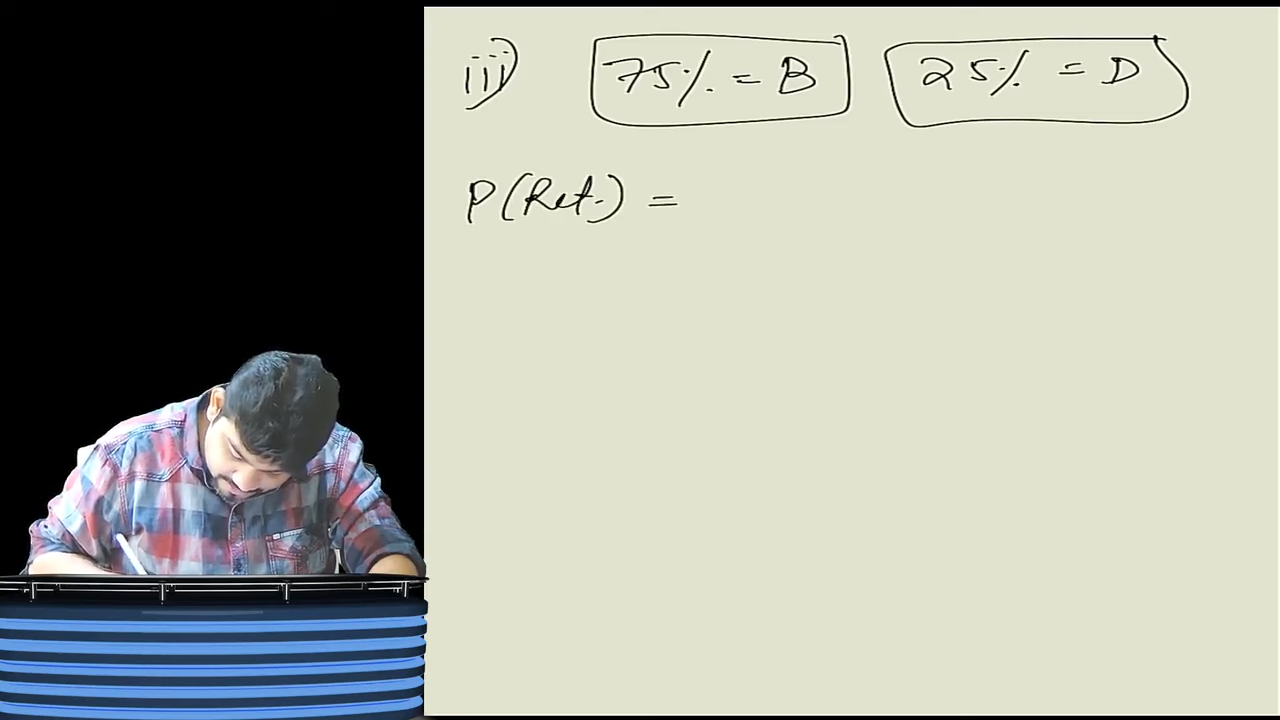 iii) 75% = B 25% = D
P(Ret.) =